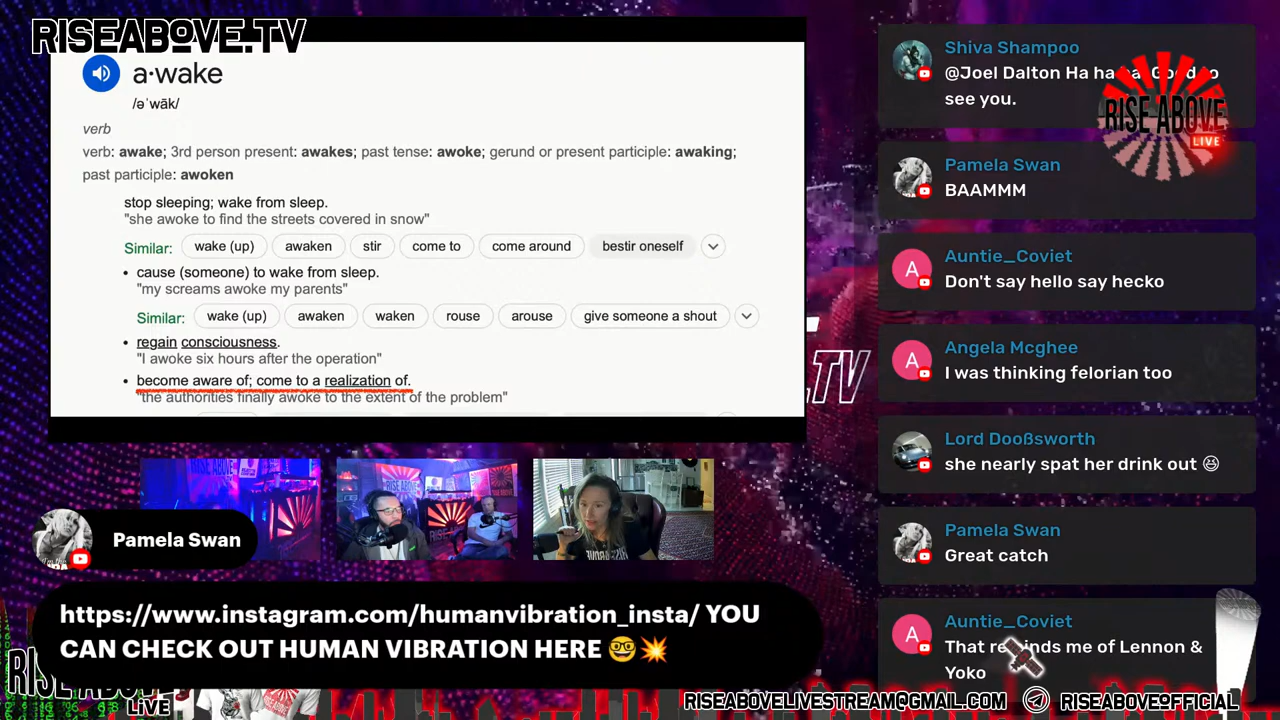 RISEABOVE.TV
a·wake
/əˈwāk/
verb
verb: awake; 3rd person present: awakes; past tense: awoke; gerund or present participle: awaking;
past participle: awoken
stop sleeping; wake from sleep.
"she awoke to find the streets covered in snow"
Similar: wake (up) awaken stir come to come around bestir oneself
• cause (someone) to wake from sleep.
"my screams awoke my parents"
Similar: wake (up) awaken waken rouse arouse give someone a shout
regain consciousness.
"I awoke six hours after the operation"
• become aware of; come to a realization of.
"the authorities finally awoke to the extent of the problem"
Shiva Shampoo
@Joel Dalton Ha ha
see you.
RISE ABOVE
LIVE
Pamela Swan
BAAMMM
A
Auntie_Coviet
Don't say hello say hecko
A
Angela Mcghee
I was thinking felorian too
Lord Dooßsworth
she nearly spat her drink out 😆
Pamela Swan
Great catch
A
Auntie_Coviet
That reminds me of Lennon &
Yoko
.TV
Pamela Swan
https://www.instagram.com/humanvibration_insta/ YOU
CAN CHECK OUT HUMAN VIBRATION HERE 🤓💥
LIVE
RISEABOVELIVESTREAM@GMAIL.COM RISEABOVE9FFICIAL